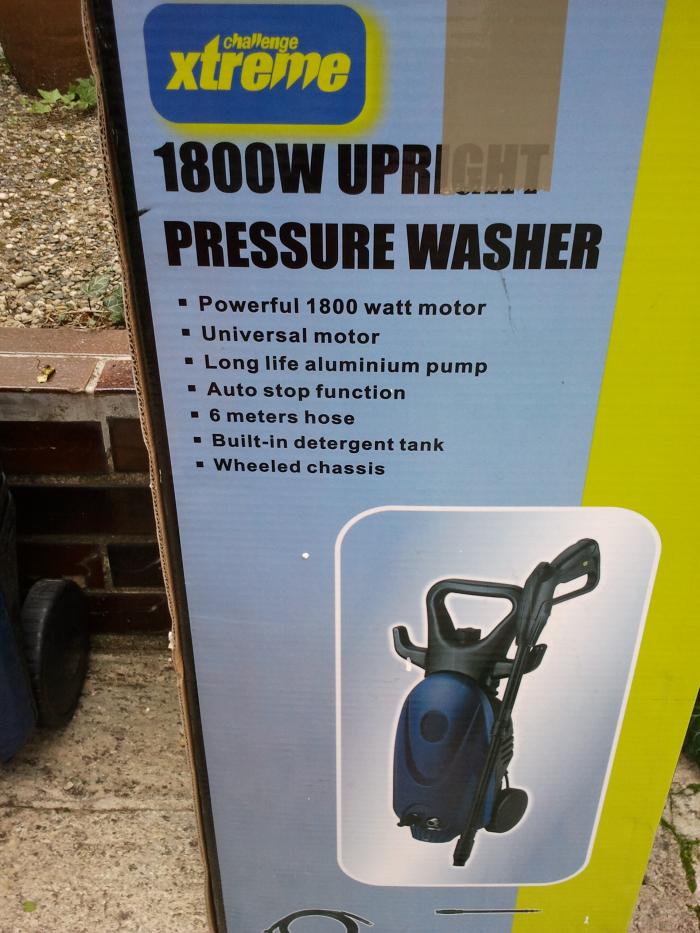 challenge
xtreme
1800W UPRIGHT
PRESSURE WASHER
▪ Powerful 1800 watt motor
▪ Universal motor
▪ Long life aluminium pump
▪ Auto stop function
▪ 6 meters hose
▪ Built-in detergent tank
▪ Wheeled chassis